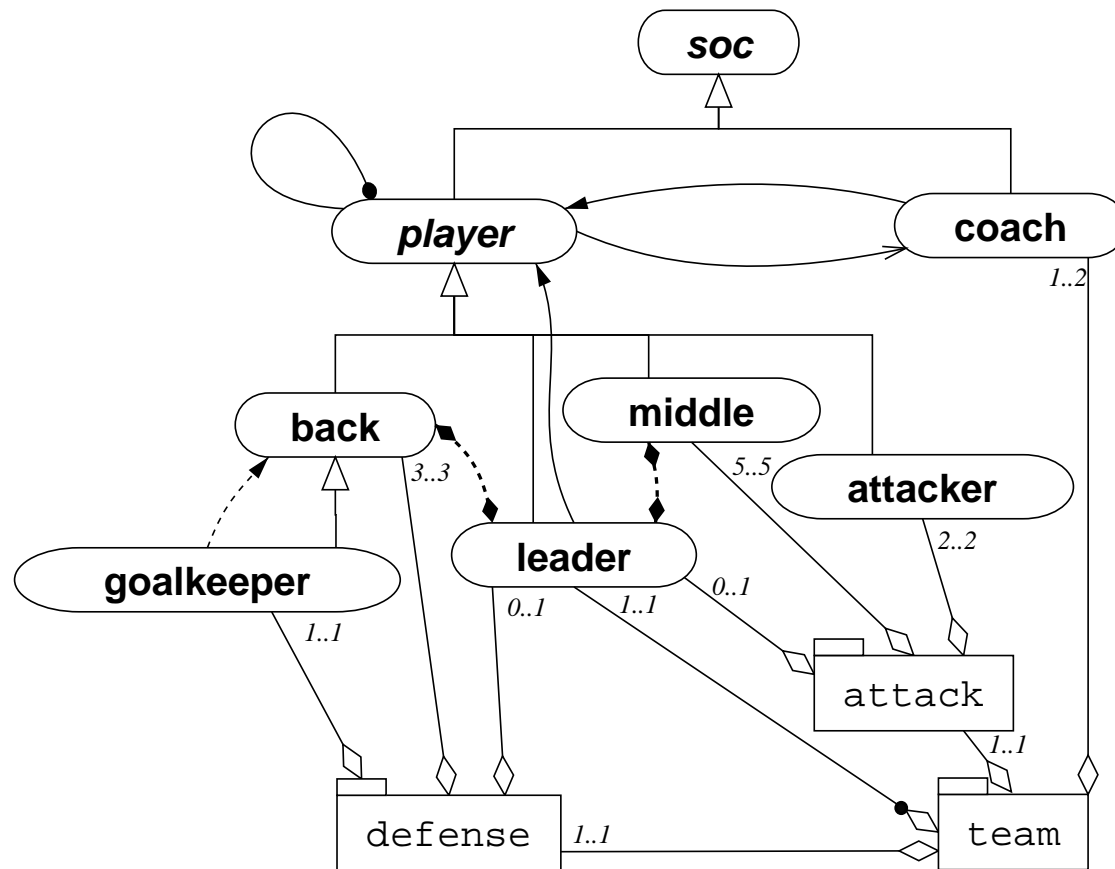 soc
player
coach
1..2
back
middle
3..3
5..5
attacker
goalkeeper
leader
2..2
1..1
0..1
1..1
0..1
attack
1..1
defense
1..1
team